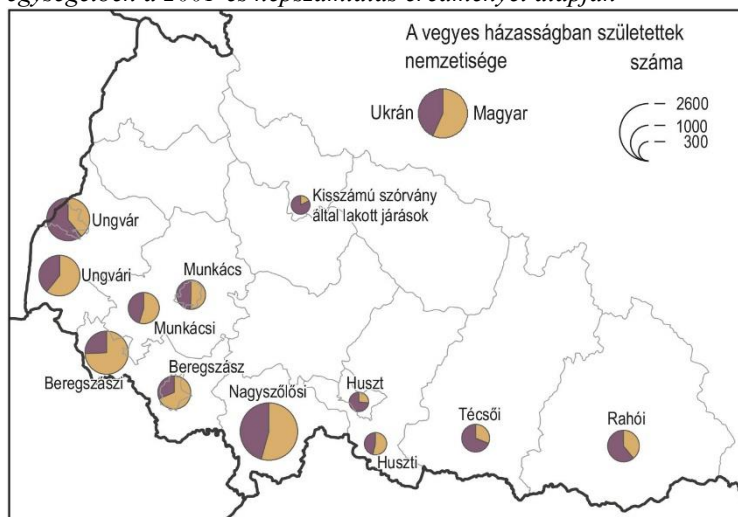 egységeiben a 2001-es népszámlálás eredményei alapján
A vegyes házasságban születettek
nemzetisége
száma
Ukrán
Magyar
2600
1000
300
Kisszámú szórvány
által lakott járások
Ungvár
Ungvári
Munkács
Munkácsi
Beregszászi
Beregszász
Nagyszőlősi
Huszt
Huszti
Técsői
Rahói